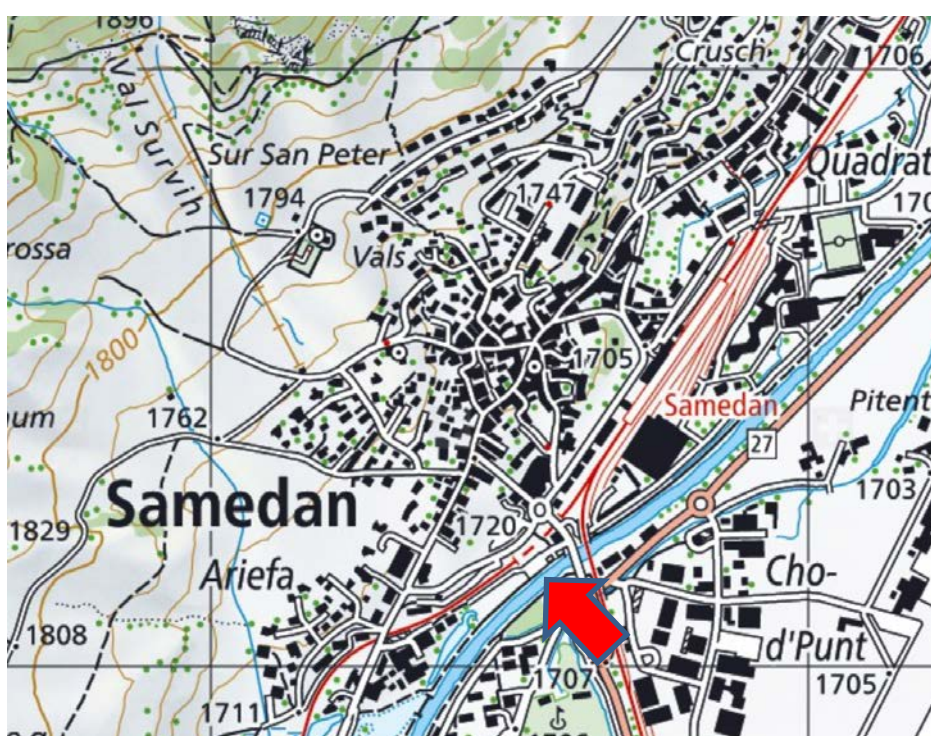 1896
Crusch
1706
Val Survih
Sur San Peter
Quadrat
1794
1747
170
rossa
Vals
1800
1705
Samedan
Pitent
um
1762
27
Samedan
1703
1829
1720
Ariefa
Cho-
d'Punt
1808
1707
1705
1711